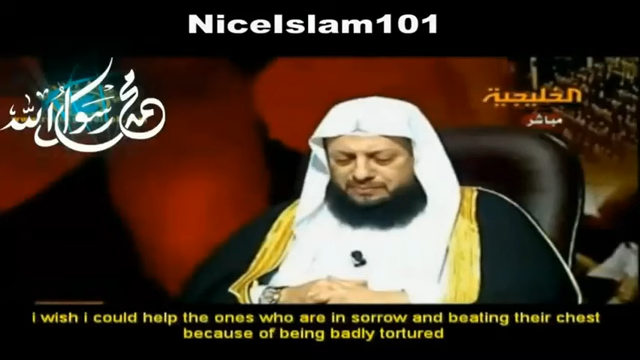 NiceIslam101
محمد رسول الله
الخليجية
مباشر
i wish i could help the ones who are in sorrow and beating their chest
because of being badly tortured